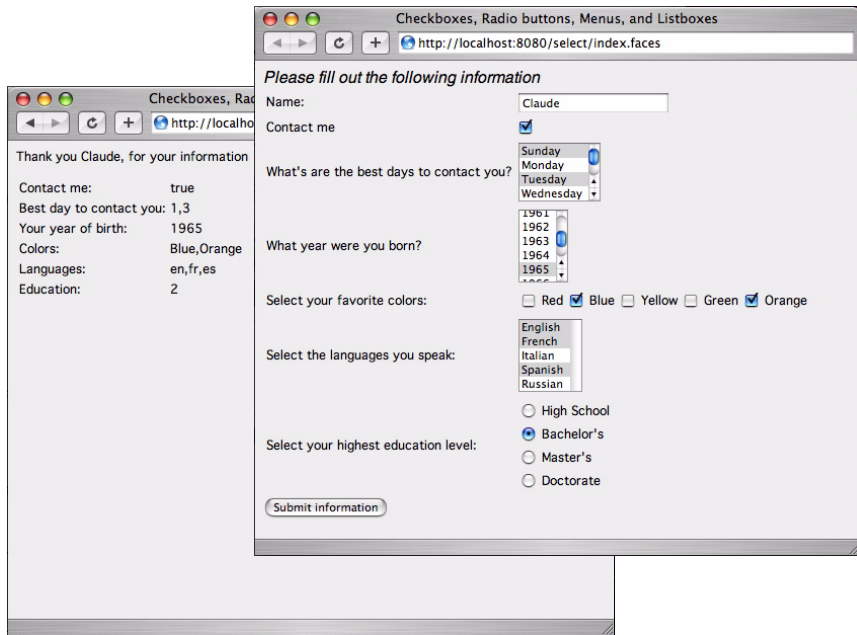 Checkboxes, Radio buttons, Menus, and Listboxes
http://localhost:8080/select/index.faces
Please fill out the following information
Name: Claude
Contact me
What's are the best days to contact you?
Sunday
Monday
Tuesday
Wednesday
What year were you born?
1961
1962
1963
1964
1965
1966
Select your favorite colors: Red Blue Yellow Green Orange
Select the languages you speak:
English
French
Italian
Spanish
Russian
Select your highest education level:
High School
Bachelor's
Master's
Doctorate
Submit information
Checkboxes, Rad
http://localho
Thank you Claude, for your information
Contact me: true
Best day to contact you: 1,3
Your year of birth: 1965
Colors: Blue,Orange
Languages: en,fr,es
Education: 2